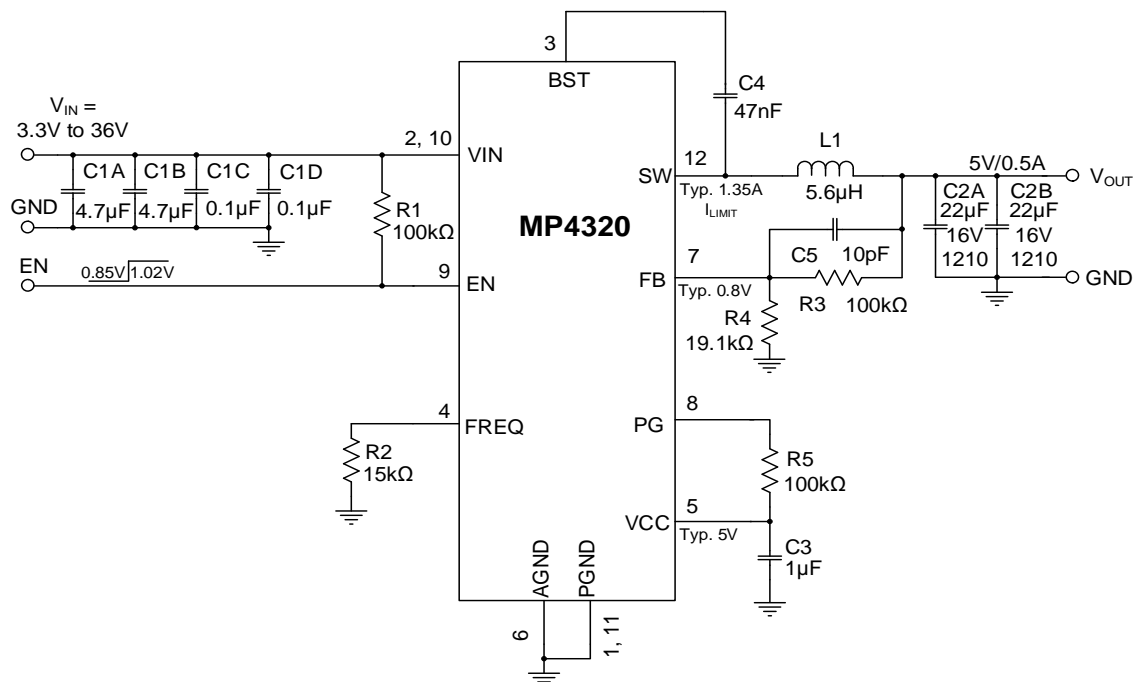 3
BST
C4
47nF
V_IN =
3.3V to 36V
2, 10
VIN
C1A
C1B
C1C
C1D
4.7µF
4.7µF
0.1µF
0.1µF
GND
R1
100kΩ
EN
0.85V 1.02V
9
EN
MP4320
12
SW
Typ. 1.35A
I_LIMIT
L1
5.6µH
5V/0.5A
V_OUT
C2A
22µF
16V
1210
C2B
22µF
16V
1210
GND
7
FB
Typ. 0.8V
C5
10pF
R3
100kΩ
R4
19.1kΩ
4
FREQ
R2
15kΩ
8
PG
R5
100kΩ
5
VCC
Typ. 5V
C3
1µF
AGND
PGND
6
1, 11